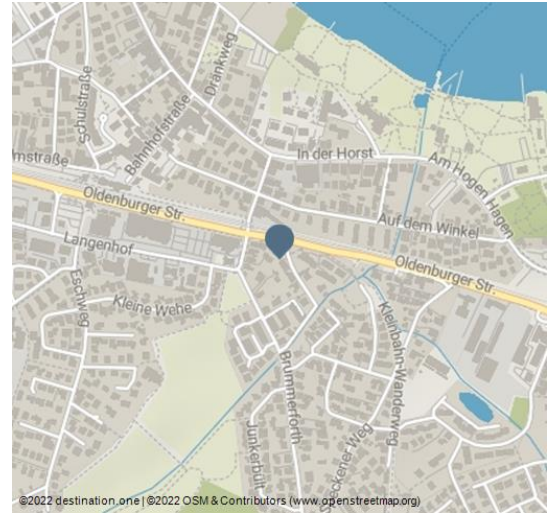 Schulstraße
Drankweg
Bahnhofstraße
In der Horst
mstraße
Am Hogen Hagen
Oldenburger Str.
Auf dem Winkel
Langenhof
Oldenburger Str.
Eschweg
Kleine Wehe
Kleinbahn-Wanderweg
Brummerforth
Junkerbült
eckener Weg
©2022 destination.one | ©2022 OSM & Contributors (www.openstreetmap.org)